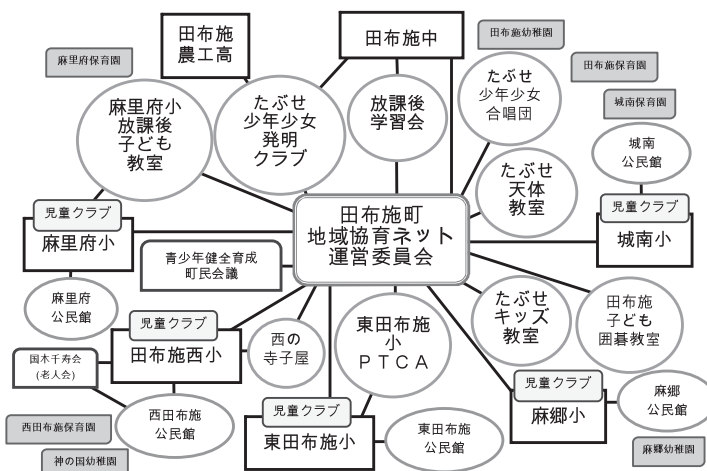 田布施
農工高
田布施中
田布施幼稚園
麻里府保育園
田布施保育園
城南保育園
麻里府小
放課後
子ども
教室
たぶせ
少年少女
発明
クラブ
放課後
学習会
たぶせ
少年少女
合唱団
城南
公民館
たぶせ
天体
教室
児童クラブ
麻里府小
田布施町
地域協育ネット
運営委員会
児童クラブ
城南小
青少年健全育成
町民会議
麻里府
公民館
児童クラブ
田布施西小
西の
寺子屋
東田布施
小
PTCA
たぶせ
キッズ
教室
田布施
子ども
囲碁教室
国木千寿会
(老人会)
児童クラブ
麻郷小
麻郷
公民館
西田布施
公民館
児童クラブ
東田布施小
東田布施
公民館
西田布施保育園
神の国幼稚園
麻郷幼稚園